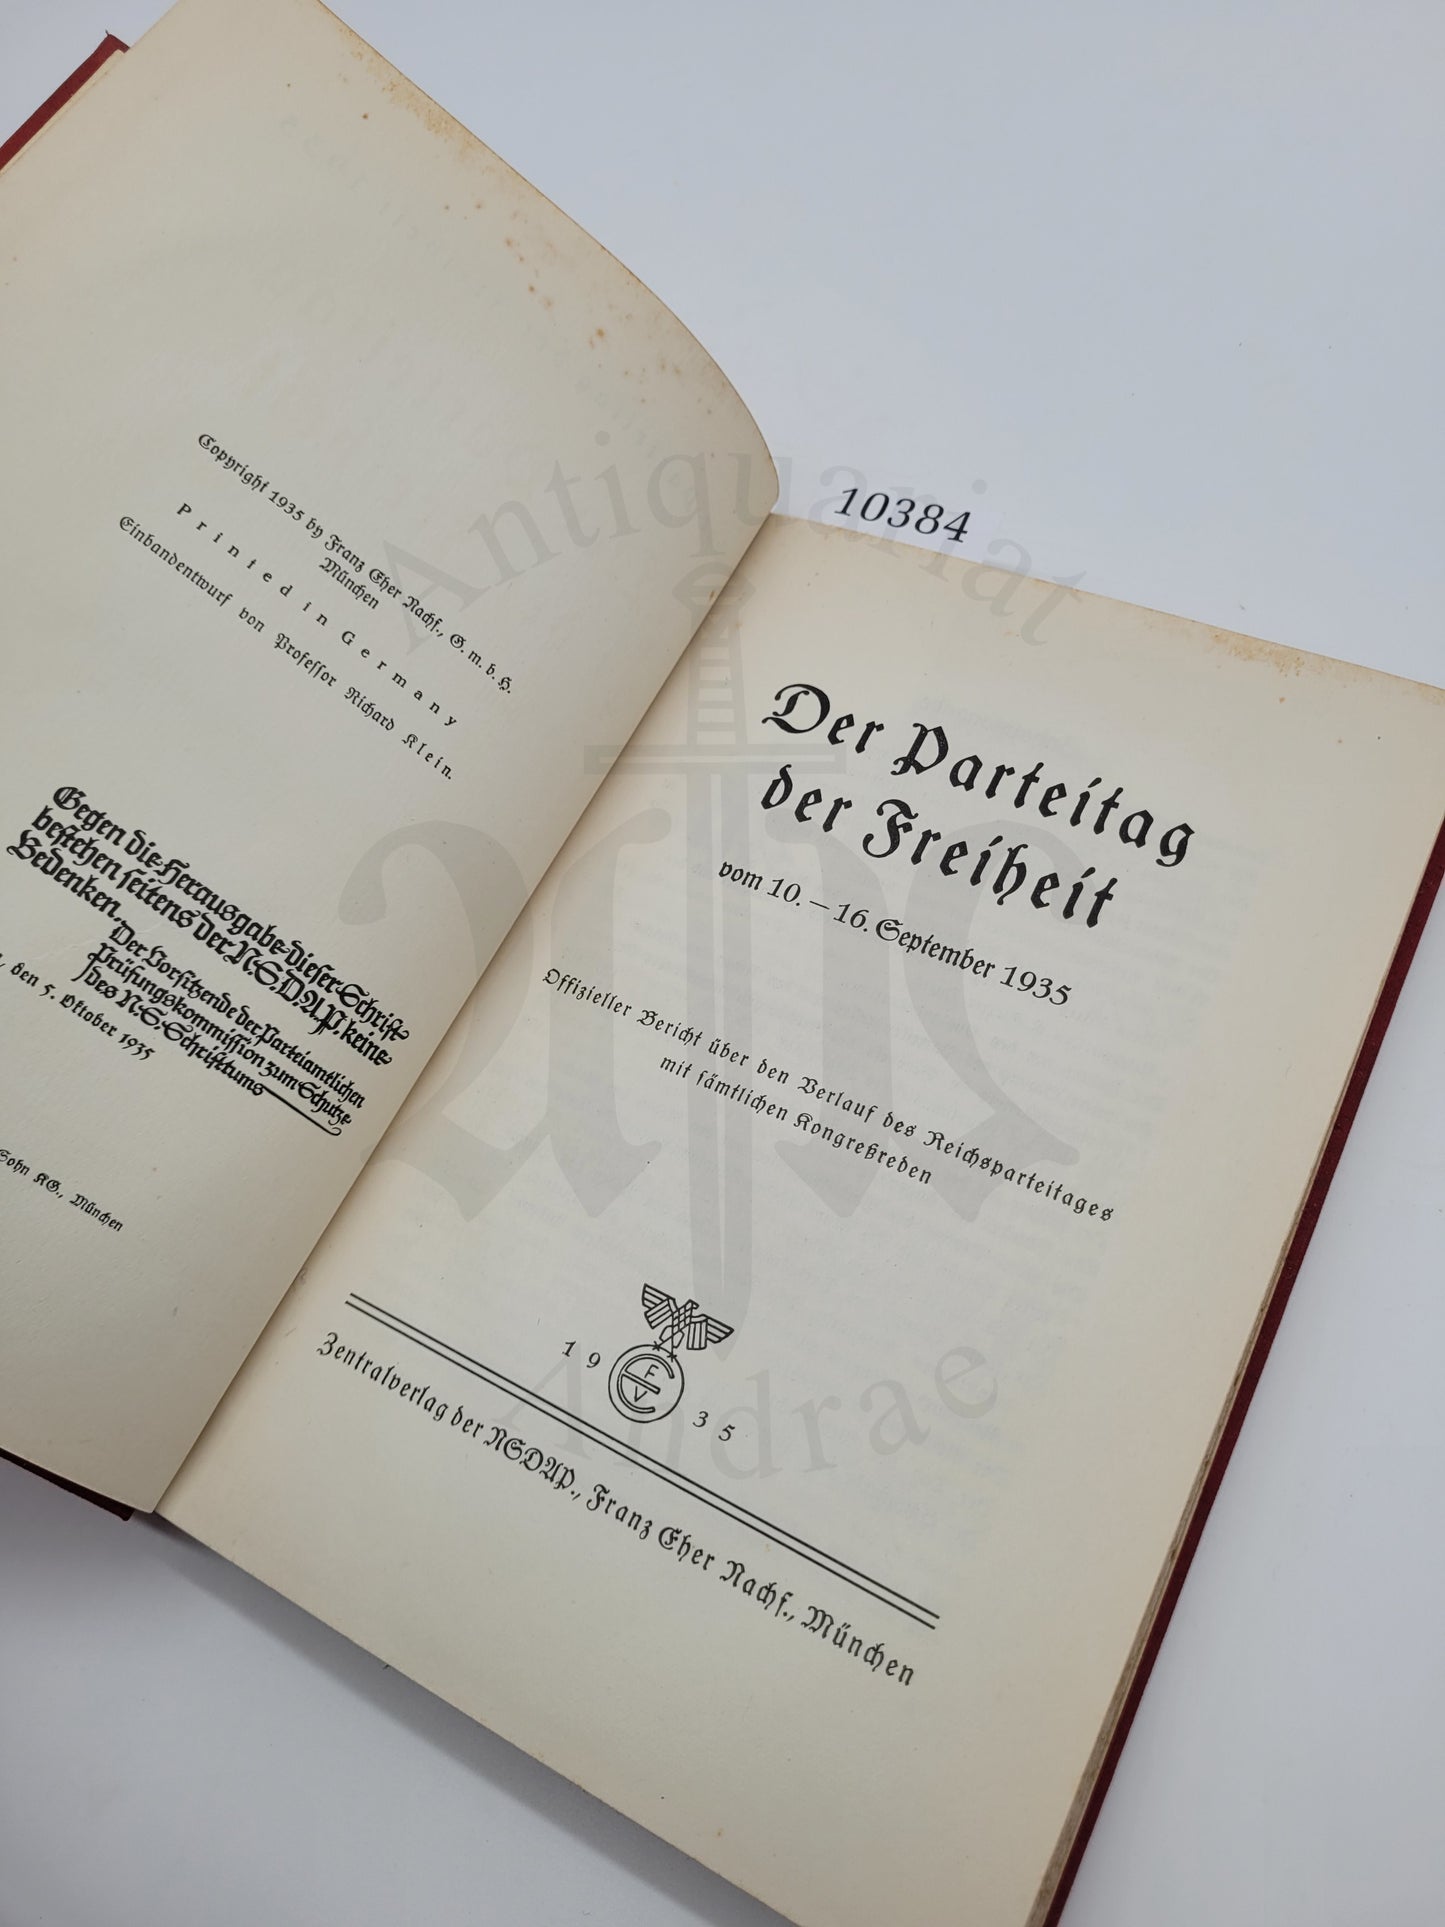 Copyright 1935 by Franz Eher Nachf., G. m. b. H.
München
Printed in Germany
Einbandentwurf von Professor Richard Klein.
Gegen die Herausgabe dieser Schrift
bestehen seitens der N.S.D.A.P. keine
Bedenken.
Der Vorsitzende der Parteiamtlichen
Prüfungskommission zum Schutze
des N.S. Schrifttums
, den 5. Oktober 1935
Sohn KG., München
10384
Der Parteitag
der Freiheit
vom 10. – 16. September 1935
Offizieller Bericht über den Verlauf des Reichsparteitages
mit sämtlichen Kongreßreden
19 35
F E V
Zentralverlag der NSDAP., Franz Eher Nachf., München
Antiquariat
Andrae